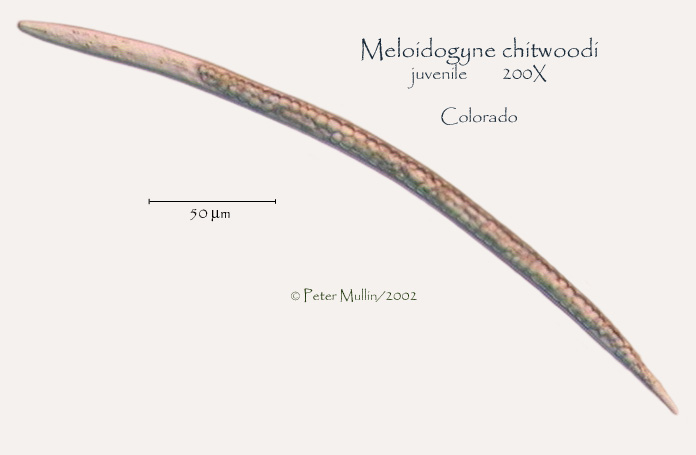 Meloidogyne chitwoodi
juvenile 200X
Colorado
50 µm
© Peter Mullin/2002